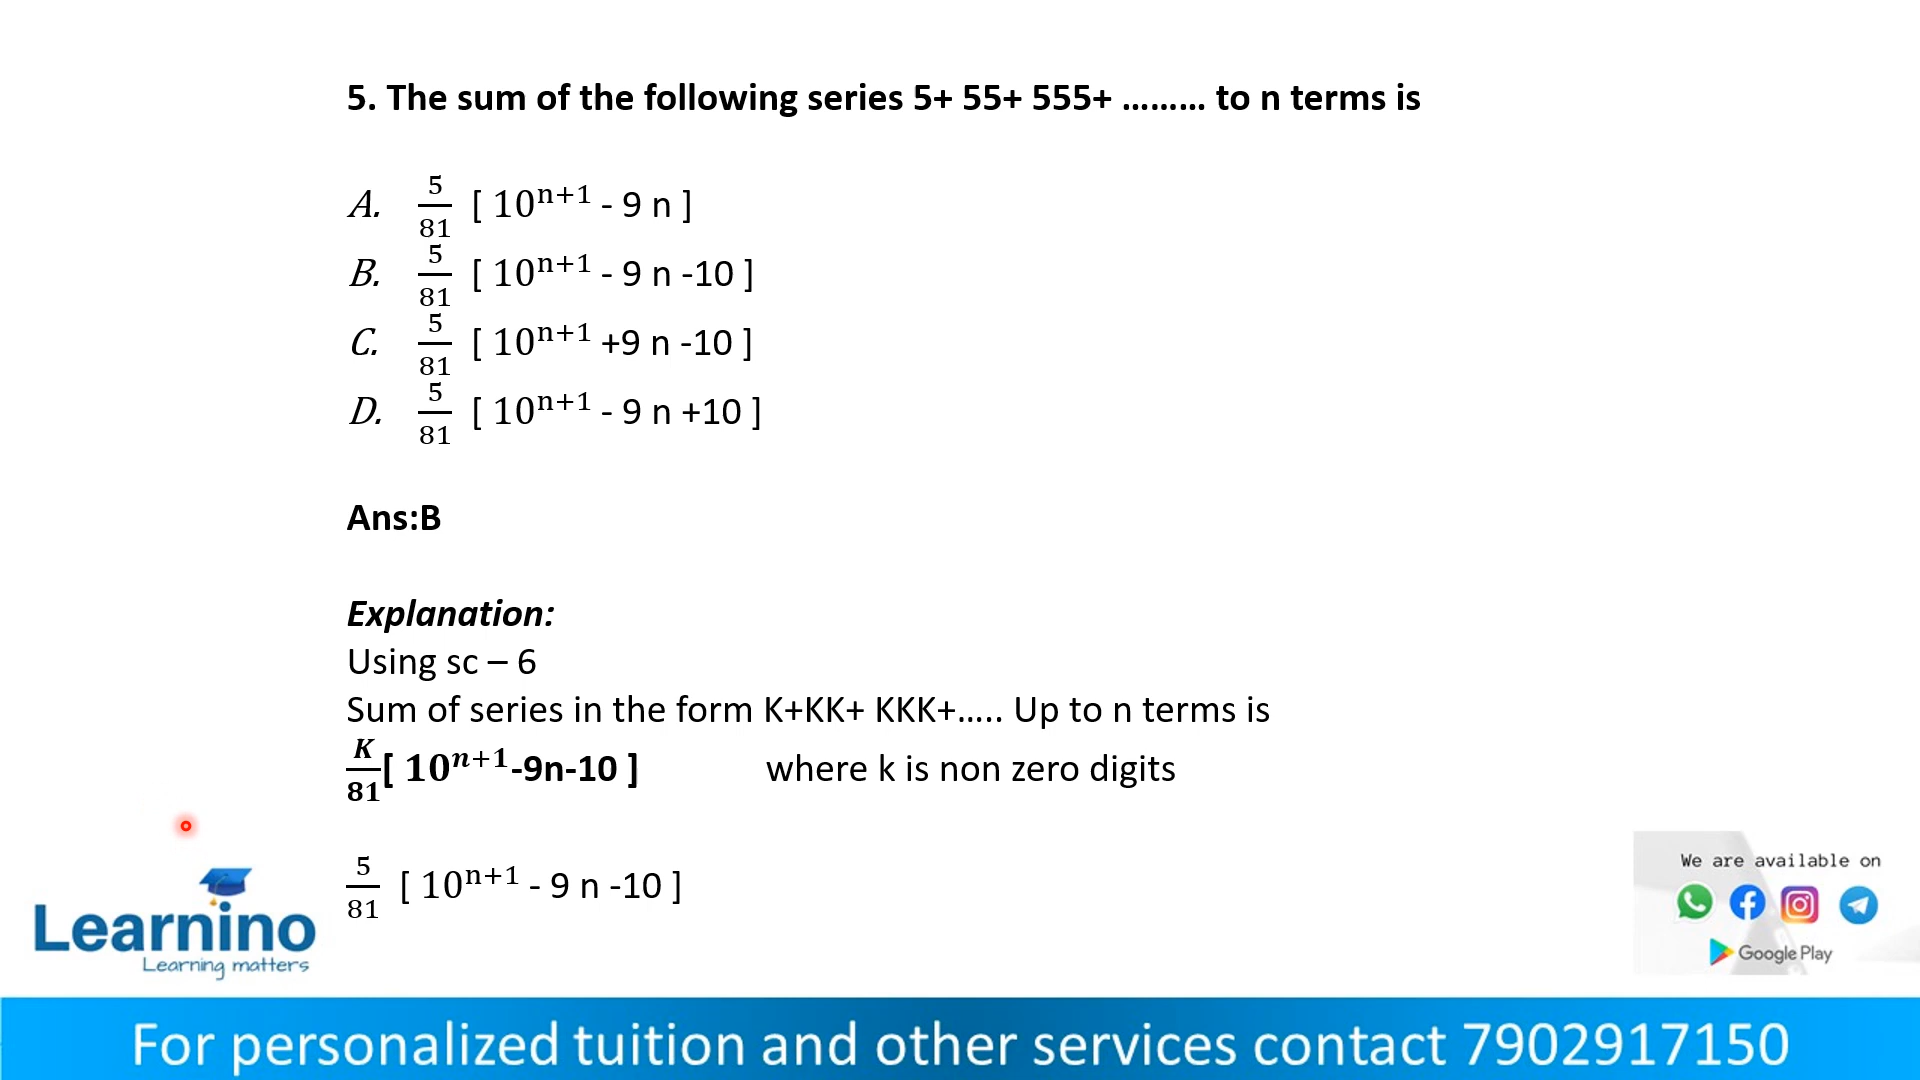 5. The sum of the following series 5+ 55+ 555+ ......... to n terms is
A. 5/81 [ 10^{n+1} - 9 n ]
B. 5/81 [ 10^{n+1} - 9 n -10 ]
C. 5/81 [ 10^{n+1} +9 n -10 ]
D. 5/81 [ 10^{n+1} - 9 n +10 ]
Ans:B
Explanation:
Using sc – 6
Sum of series in the form K+KK+ KKK+..... Up to n terms is
K/81[ 10^{n+1}-9n-10 ] where k is non zero digits
5/81 [ 10^{n+1} - 9 n -10 ]
Learnino
Learning matters
We are available on
Google Play
For personalized tuition and other services contact 7902917150